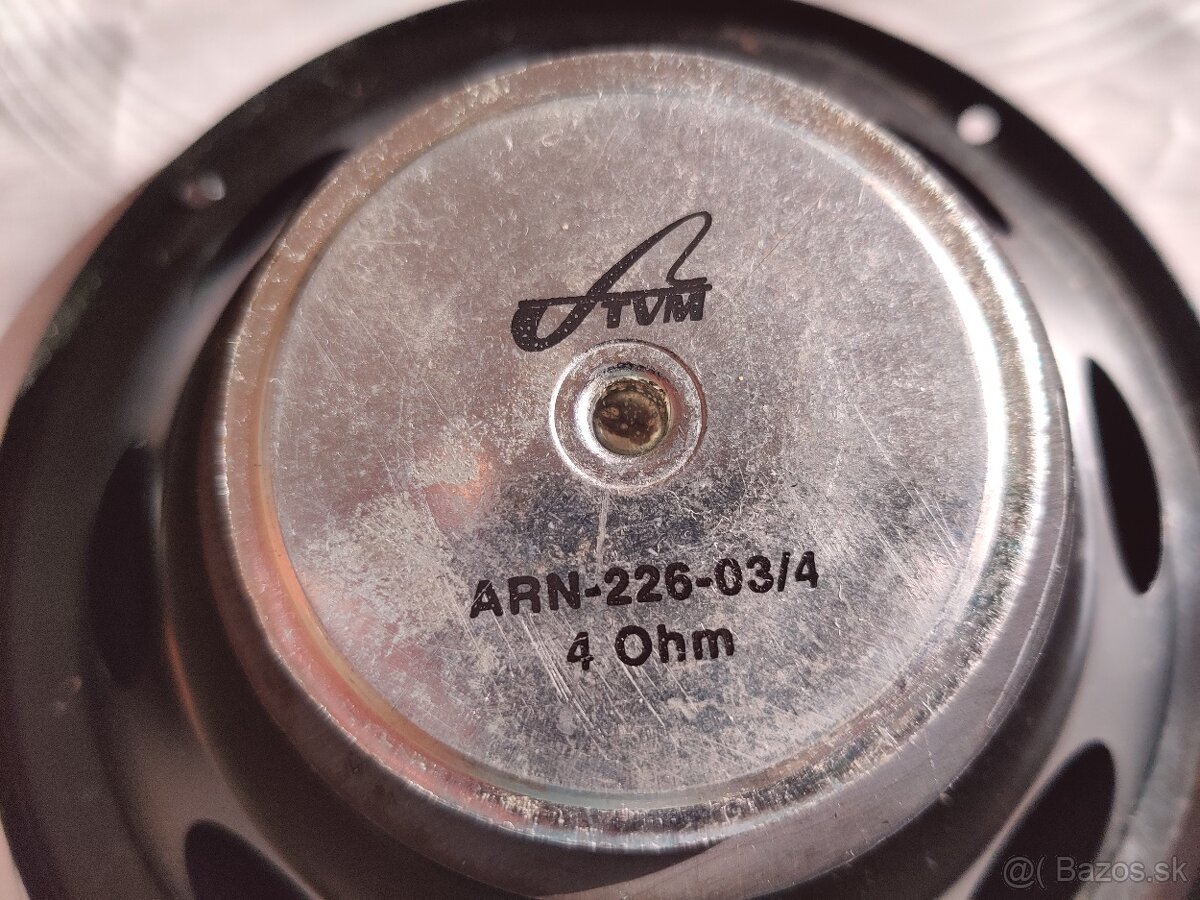 TVM
ARN-226-03/4
4 Ohm
@( Bazos.sk